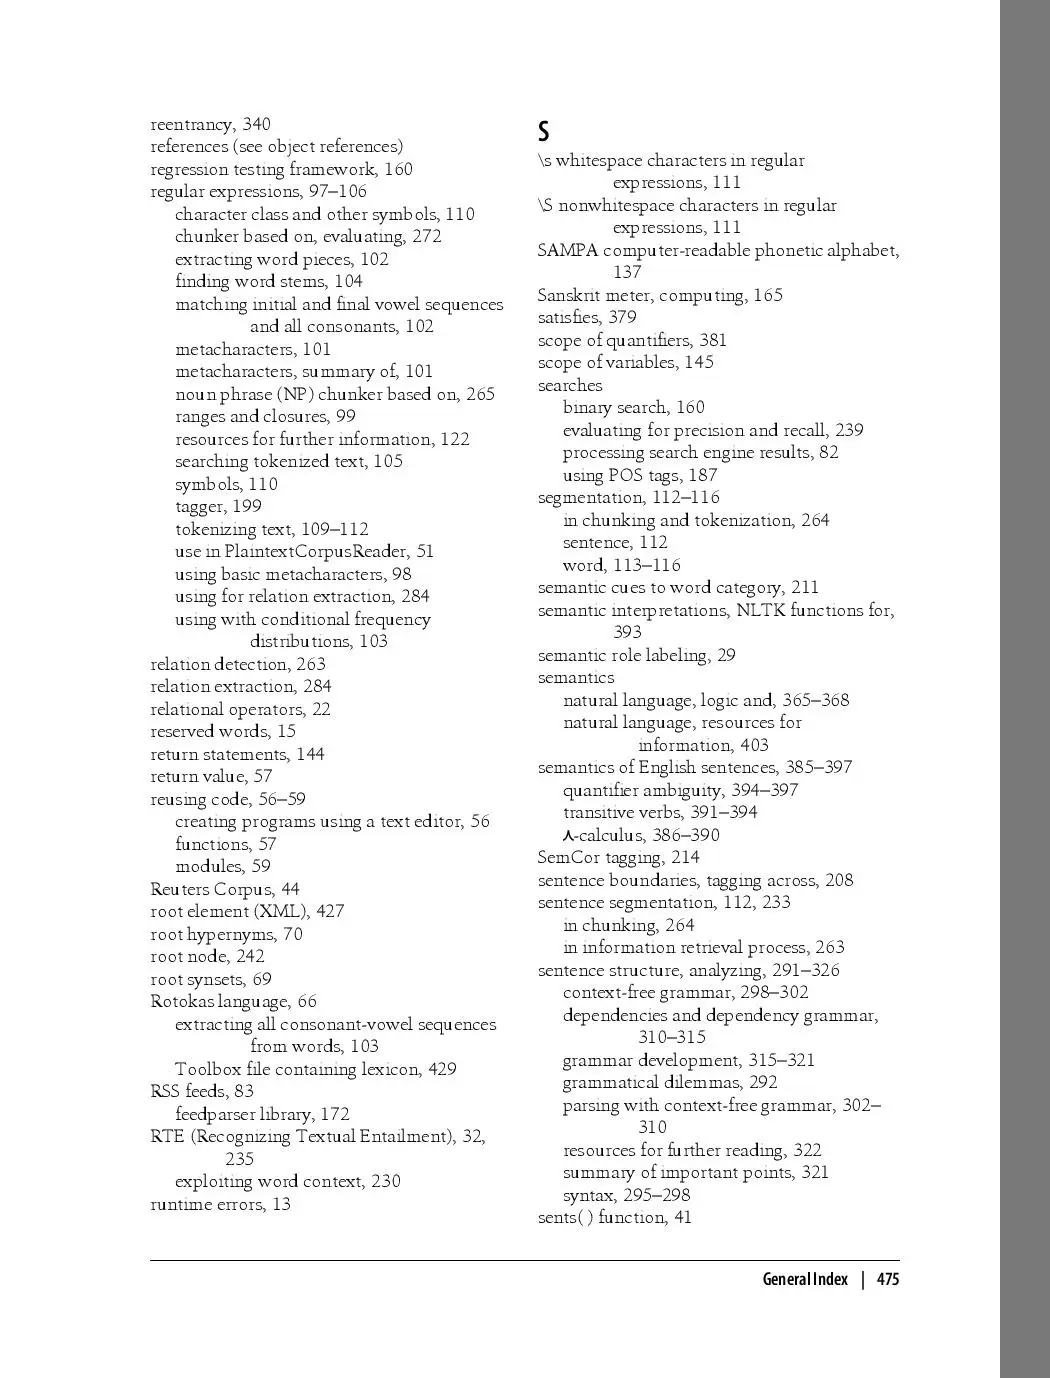 reentrancy, 340
references (see object references)
regression testing framework, 160
regular expressions, 97–106
character class and other symbols, 110
chunker based on, evaluating, 272
extracting word pieces, 102
finding word stems, 104
matching initial and final vowel sequences
and all consonants, 102
metacharacters, 101
metacharacters, summary of, 101
noun phrase (NP) chunker based on, 265
ranges and closures, 99
resources for further information, 122
searching tokenized text, 105
symbols, 110
tagger, 199
tokenizing text, 109–112
use in PlaintextCorpusReader, 51
using basic metacharacters, 98
using for relation extraction, 284
using with conditional frequency
distributions, 103
relation detection, 263
relation extraction, 284
relational operators, 22
reserved words, 15
return statements, 144
return value, 57
reusing code, 56–59
creating programs using a text editor, 56
functions, 57
modules, 59
Reuters Corpus, 44
root element (XML), 427
root hypernyms, 70
root node, 242
root synsets, 69
Rotokas language, 66
extracting all consonant-vowel sequences
from words, 103
Toolbox file containing lexicon, 429
RSS feeds, 83
feedparser library, 172
RTE (Recognizing Textual Entailment), 32,
235
exploiting word context, 230
runtime errors, 13
S
\s whitespace characters in regular
expressions, 111
\S nonwhitespace characters in regular
expressions, 111
SAMPA computer-readable phonetic alphabet,
137
Sanskrit meter, computing, 165
satisfies, 379
scope of quantifiers, 381
scope of variables, 145
searches
binary search, 160
evaluating for precision and recall, 239
processing search engine results, 82
using POS tags, 187
segmentation, 112–116
in chunking and tokenization, 264
sentence, 112
word, 113–116
semantic cues to word category, 211
semantic interpretations, NLTK functions for,
393
semantic role labeling, 29
semantics
natural language, logic and, 365–368
natural language, resources for
information, 403
semantics of English sentences, 385–397
quantifier ambiguity, 394–397
transitive verbs, 391–394
⋏-calculus, 386–390
SemCor tagging, 214
sentence boundaries, tagging across, 208
sentence segmentation, 112, 233
in chunking, 264
in information retrieval process, 263
sentence structure, analyzing, 291–326
context-free grammar, 298–302
dependencies and dependency grammar,
310–315
grammar development, 315–321
grammatical dilemmas, 292
parsing with context-free grammar, 302–
310
resources for further reading, 322
summary of important points, 321
syntax, 295–298
sents( ) function, 41
General Index | 475